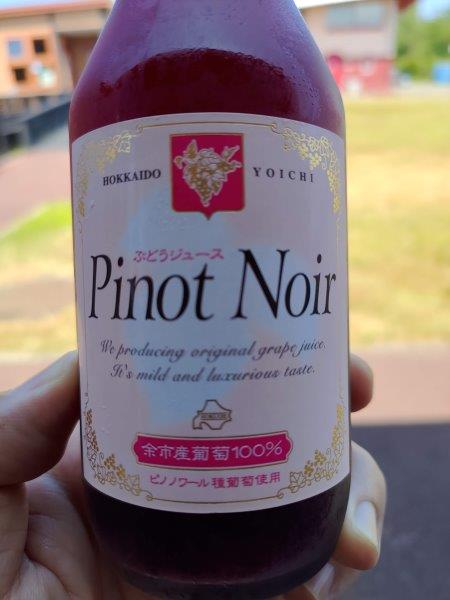 HOKKAIDO YOICHI
ぶどうジュース
Pinot Noir
We producing original grape juice.
It's mild and luxurious taste.
HOKKAIDO
余市産葡萄100%
ピノノワール種葡萄使用